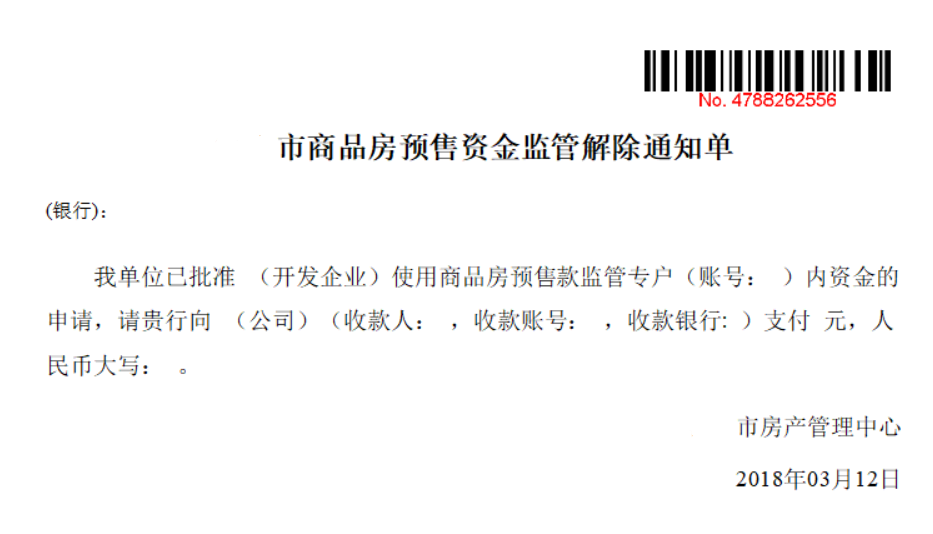 No. 4788262556
市商品房预售资金监管解除通知单
(银行)：
我单位已批准 （开发企业）使用商品房预售款监管专户（账号： ）内资金的
申请，请贵行向 （公司）（收款人： ，收款账号： ，收款银行: ）支付 元，人
民币大写： 。
市房产管理中心
2018年03月12日